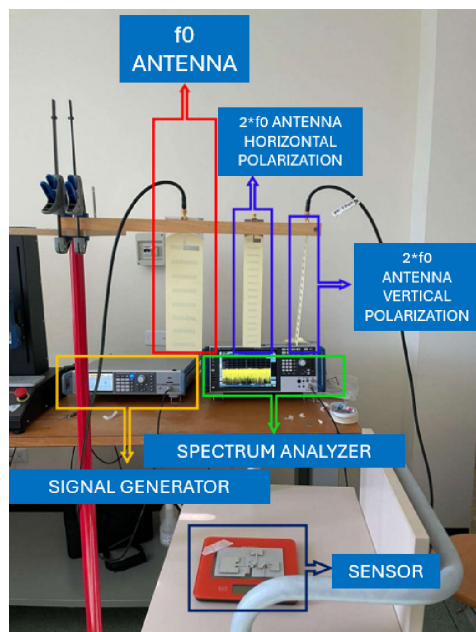 f0
ANTENNA
2*f0 ANTENNA
HORIZONTAL
POLARIZATION
2*f0
ANTENNA
VERTICAL
POLARIZATION
SPECTRUM ANALYZER
SIGNAL GENERATOR
SENSOR